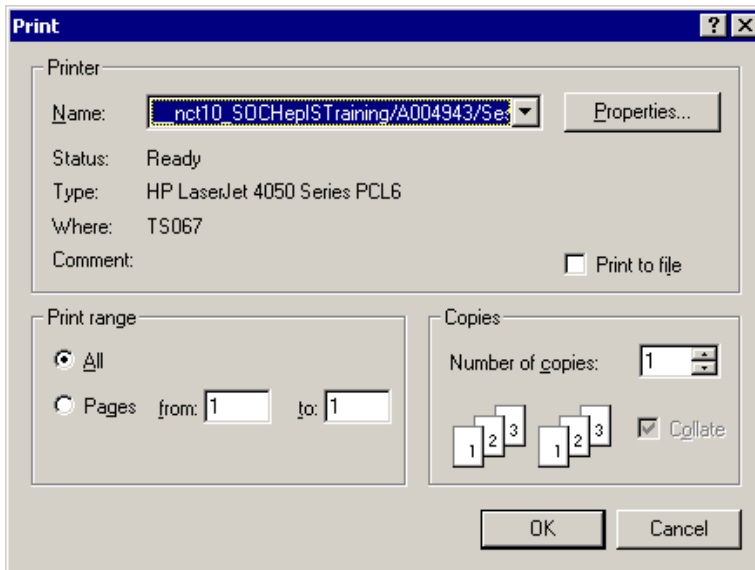 Print
Printer
Name: __nct10_SOCHepISTraining/A004943/Ses
Properties...
Status: Ready
Type: HP LaserJet 4050 Series PCL6
Where: TS067
Comment:
Print to file
Print range
All
Pages from: 1 to: 1
Copies
Number of copies: 1
1 2 3 1 2 3
Collate
OK Cancel